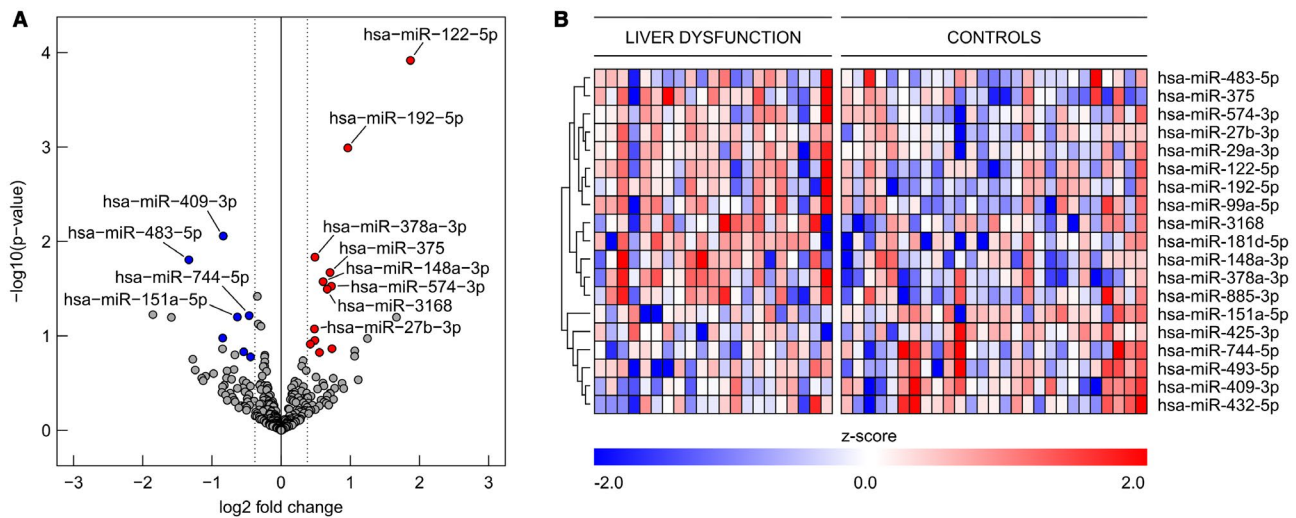 A
hsa−miR−122−5p
hsa−miR−192−5p
hsa−miR−409−3p
hsa−miR−483−5p
hsa−miR−744−5p
hsa−miR−151a−5p
hsa−miR−378a−3p
hsa−miR−375
hsa−miR−148a−3p
hsa−miR−574−3p
hsa−miR−3168
hsa−miR−27b−3p
−log10(p−value)
4
3
2
1
0
−3
−2
−1
0
1
2
3
log2 fold change
B
LIVER DYSFUNCTION
CONTROLS
hsa-miR-483-5p
hsa-miR-375
hsa-miR-574-3p
hsa-miR-27b-3p
hsa-miR-29a-3p
hsa-miR-122-5p
hsa-miR-192-5p
hsa-miR-99a-5p
hsa-miR-3168
hsa-miR-181d-5p
hsa-miR-148a-3p
hsa-miR-378a-3p
hsa-miR-885-3p
hsa-miR-151a-5p
hsa-miR-425-3p
hsa-miR-744-5p
hsa-miR-493-5p
hsa-miR-409-3p
hsa-miR-432-5p
z-score
-2.0
0.0
2.0